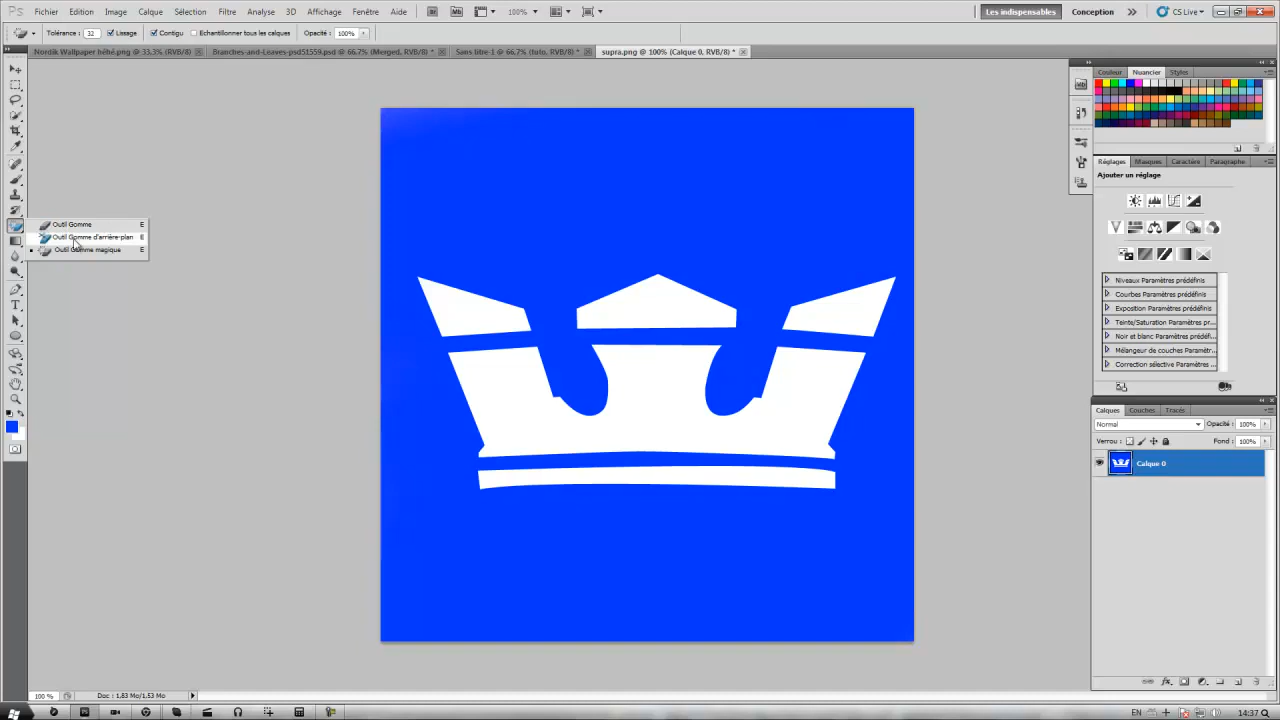 Ps Fichier Edition Image Calque Sélection Filtre Analyse 3D Affichage Fenêtre Aide Br Mb 100% Les indispensables Conception CS Live
Tolérance : 32 Lissage Contigu Echantillonner tous les calques Opacité : 100%
Nordik Wallpaper héhé.png @ 33,3% (RVB/8) Branches-and-Leaves-psd51559.psd @ 66.7% (Merged, RVB/8) * Sans titre-1 @ 66,7% (tuto, RVB/8) * supra.png @ 100% (Calque 0, RVB/8) *
Couleur Nuancier Styles
Mb
Réglages Masques Caractère Paragraphe
Ajouter un réglage
Outil Gomme E
Outil Gomme d'arrière-plan E
Outil Gomme magique E
Niveaux Paramètres prédéfinis
Courbes Paramètres prédéfinis
Exposition Paramètres prédéfinis
Teinte/Saturation Paramètres pr...
Noir et blanc Paramètres prédéfi...
Mélangeur de couches Paramètr...
Correction sélective Paramètres ...
Calques Couches Tracés
Normal Opacité : 100%
Verrou : Fond : 100%
Calque 0
100 % Doc : 1,83 Mo/1,53 Mo
EN 14:37